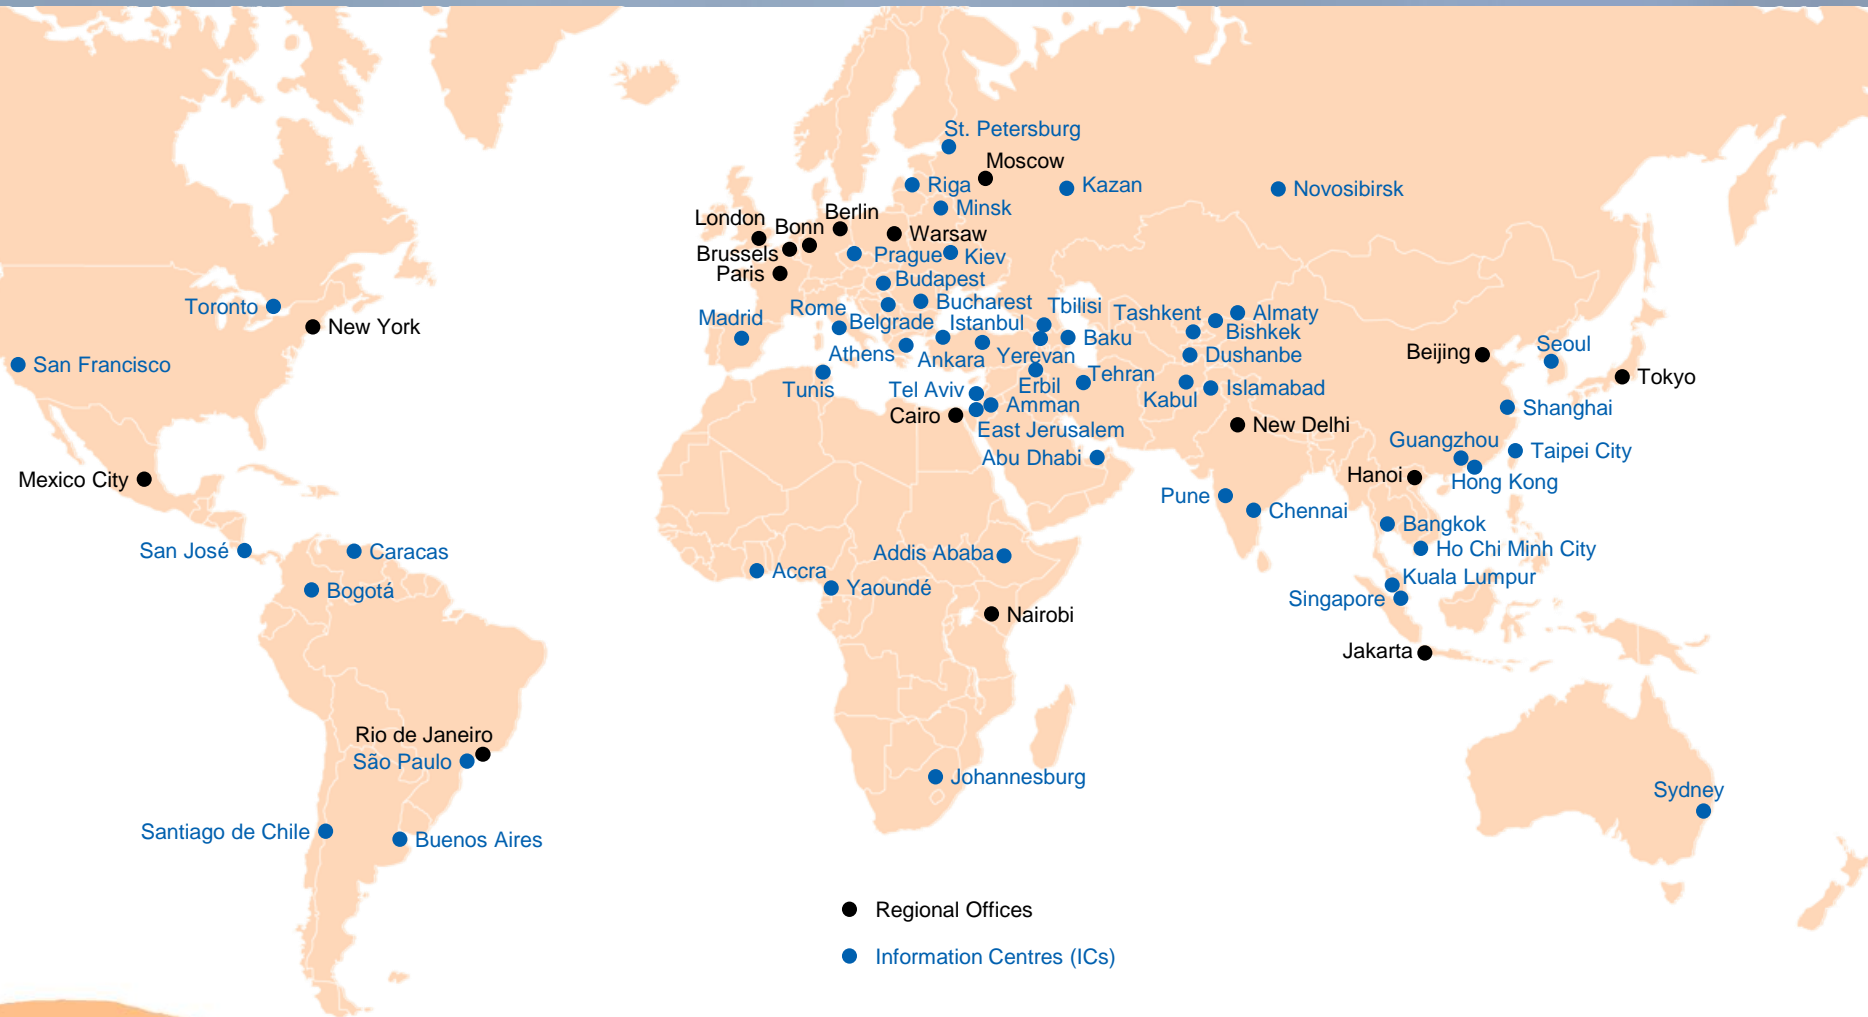 St. Petersburg
Moscow
Riga
Kazan
Novosibirsk
Minsk
London
Berlin
Bonn
Warsaw
Brussels
Prague
Kiev
Paris
Budapest
Toronto
New York
Madrid
Rome
Belgrade
Bucharest
Istanbul
Tbilisi
Tashkent
Almaty
Bishkek
Athens
Ankara
Yerevan
Baku
Dushanbe
Beijing
Seoul
San Francisco
Tunis
Tel Aviv
Erbil
Tehran
Kabul
Islamabad
Tokyo
Cairo
Amman
Shanghai
East Jerusalem
New Delhi
Guangzhou
Taipei City
Abu Dhabi
Mexico City
Hanoi
Hong Kong
Pune
Chennai
Bangkok
San José
Caracas
Addis Ababa
Ho Chi Minh City
Accra
Kuala Lumpur
Bogotá
Yaoundé
Singapore
Nairobi
Jakarta
Rio de Janeiro
São Paulo
Johannesburg
Sydney
Santiago de Chile
Buenos Aires
Regional Offices
Information Centres (ICs)